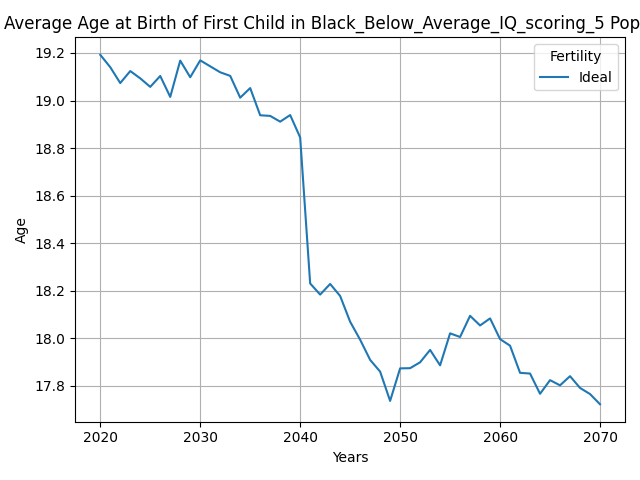 Average Age at Birth of First Child in Black_Below_Average_IQ_scoring_5 Pop
Fertility
Ideal
19.2
19.0
18.8
18.6
18.4
18.2
18.0
17.8
Age
2020 2030 2040 2050 2060 2070
Years